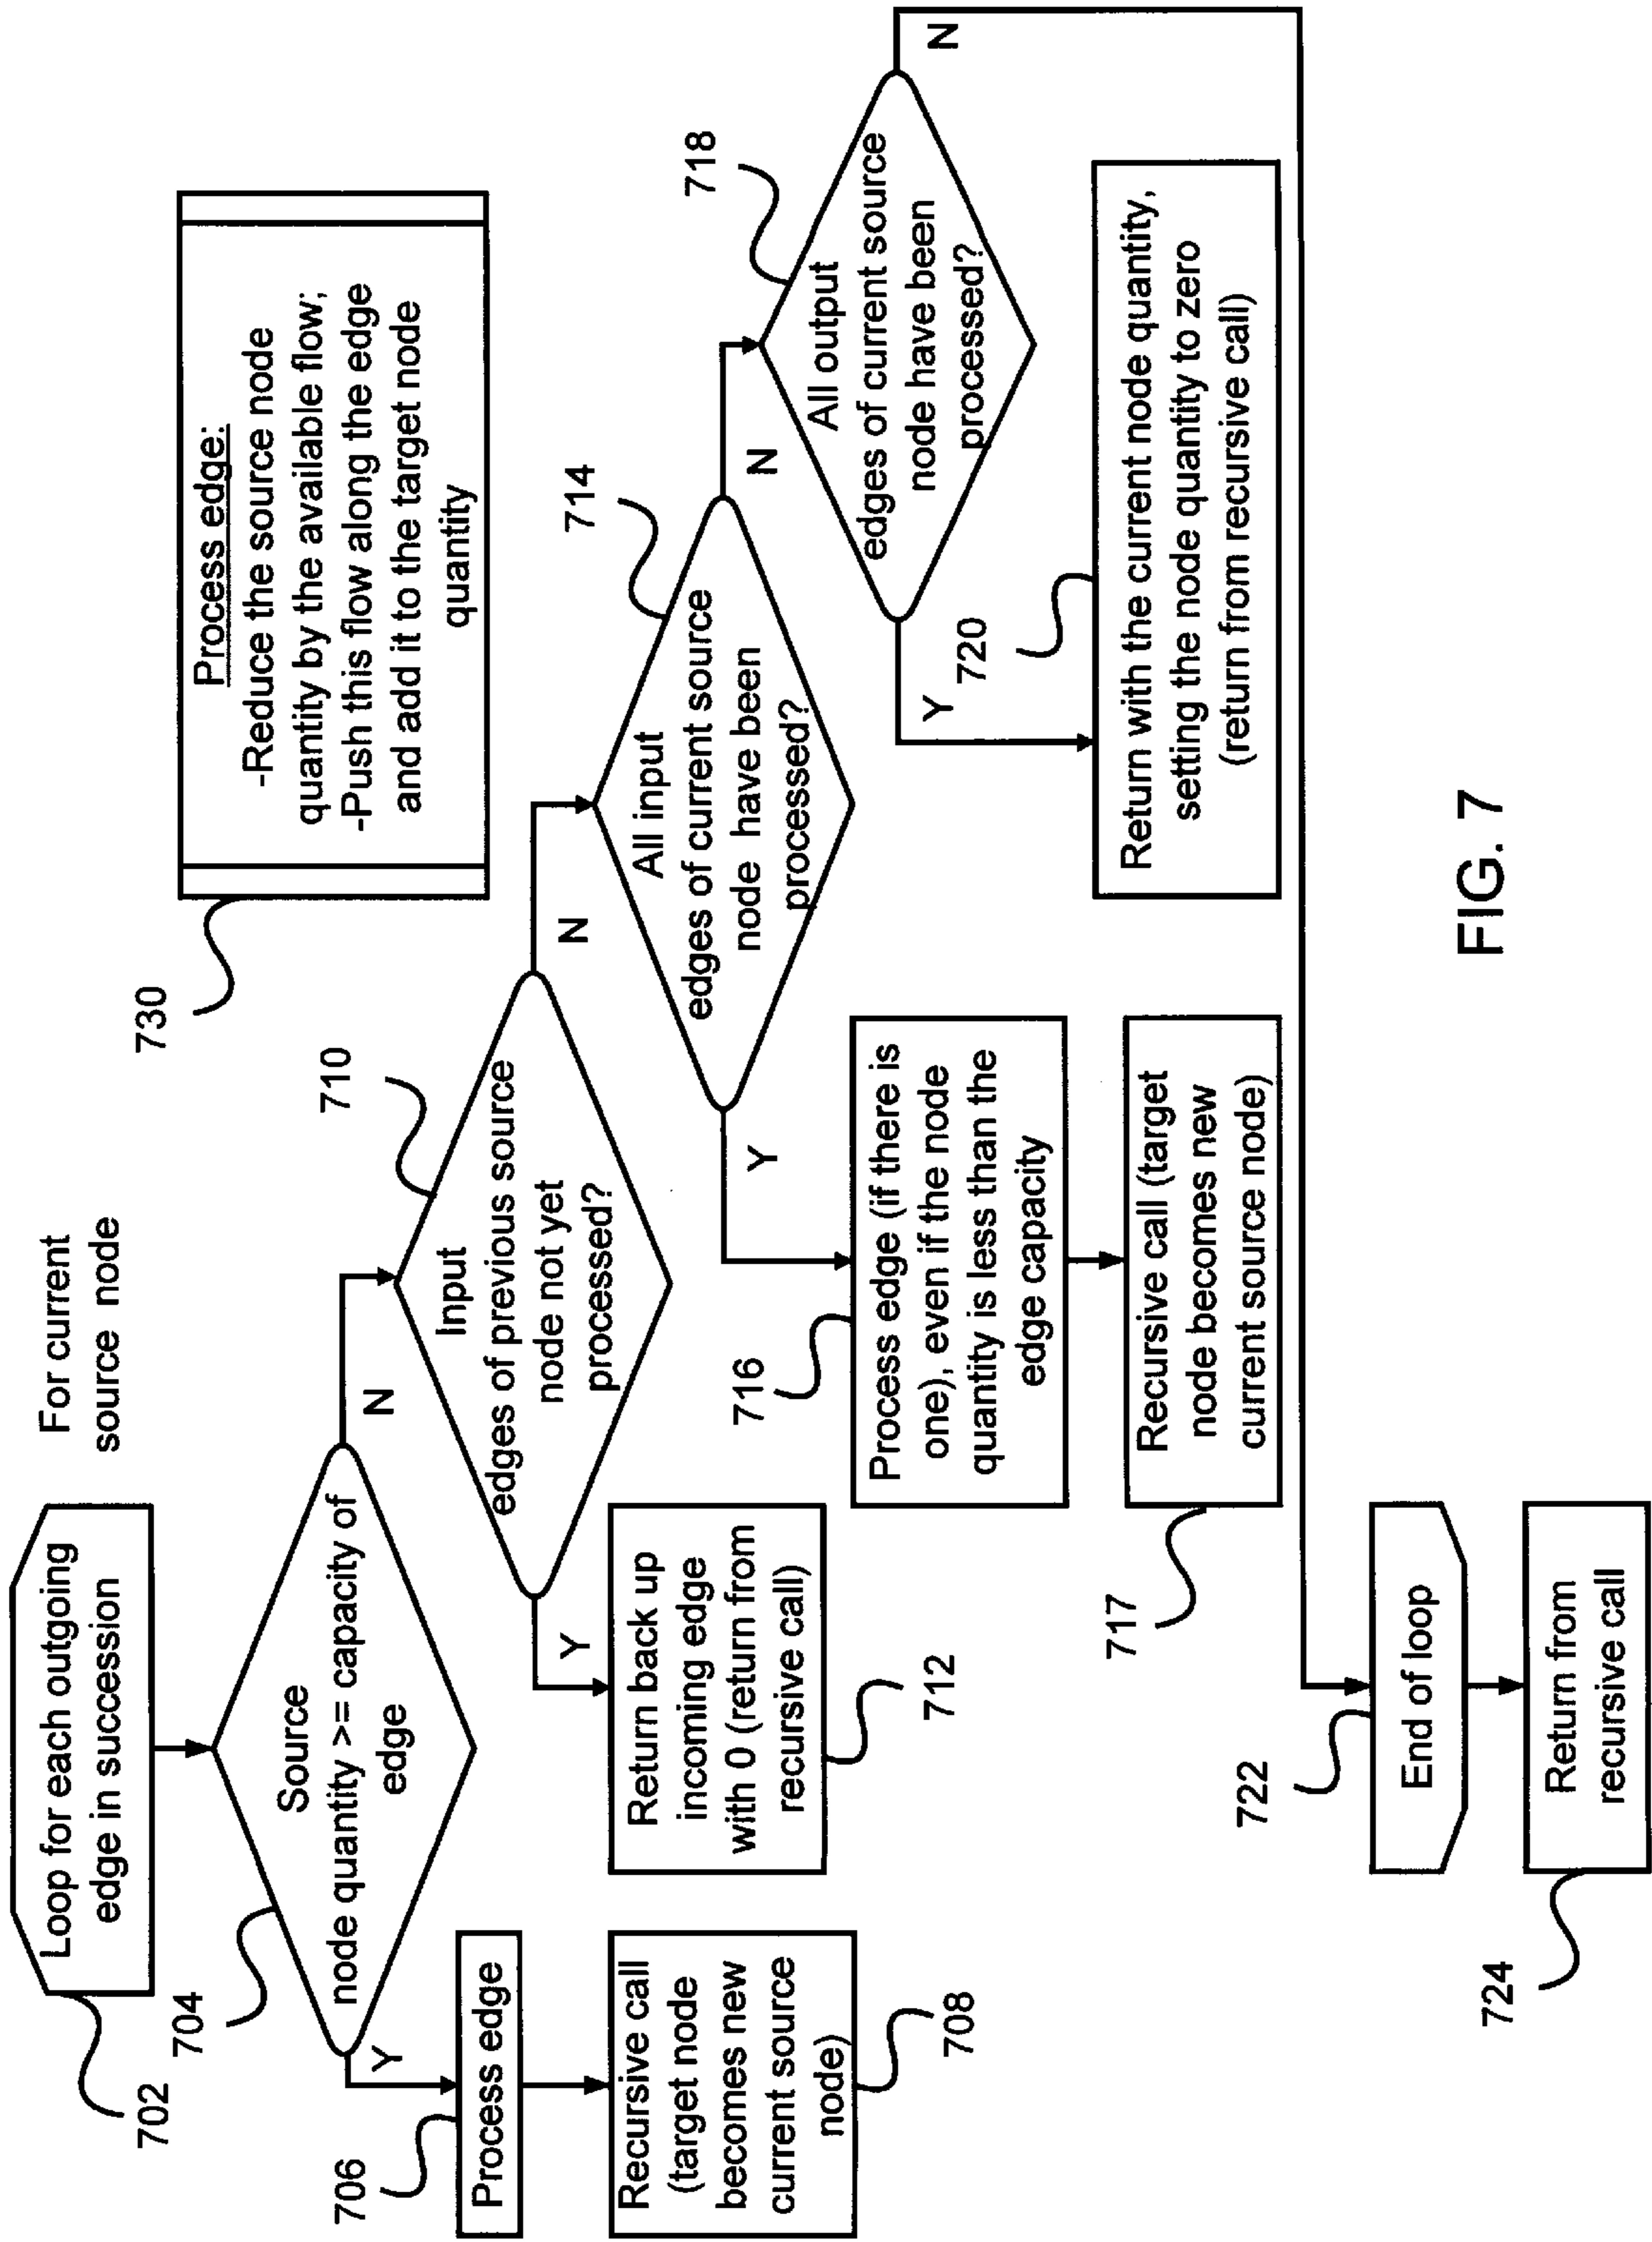 For current
source node
Loop for each outgoing
edge in succession
702
704
Source
node quantity >= capacity of
edge
Y
N
706
Process edge
Recursive call
(target node
becomes new
current source
node)
708
710
Input
edges of previous source
node not yet
processed?
Y
N
Return back up
incoming edge
with 0 (return from
recursive call)
712
730
Process edge:
-Reduce the source node
quantity by the available flow;
-Push this flow along the edge
and add it to the target node
quantity
714
All input
edges of current source
node have been
processed?
Y
N
716
Process edge (if there is
one), even if the node
quantity is less than the
edge capacity
Recursive call (target
node becomes new
current source node)
717
718
All output
edges of current source
node have been
processed?
Y
N
720
Return with the current node quantity,
setting the node quantity to zero
(return from recursive call)
722
End of loop
Return from
recursive call
724
FIG. 7